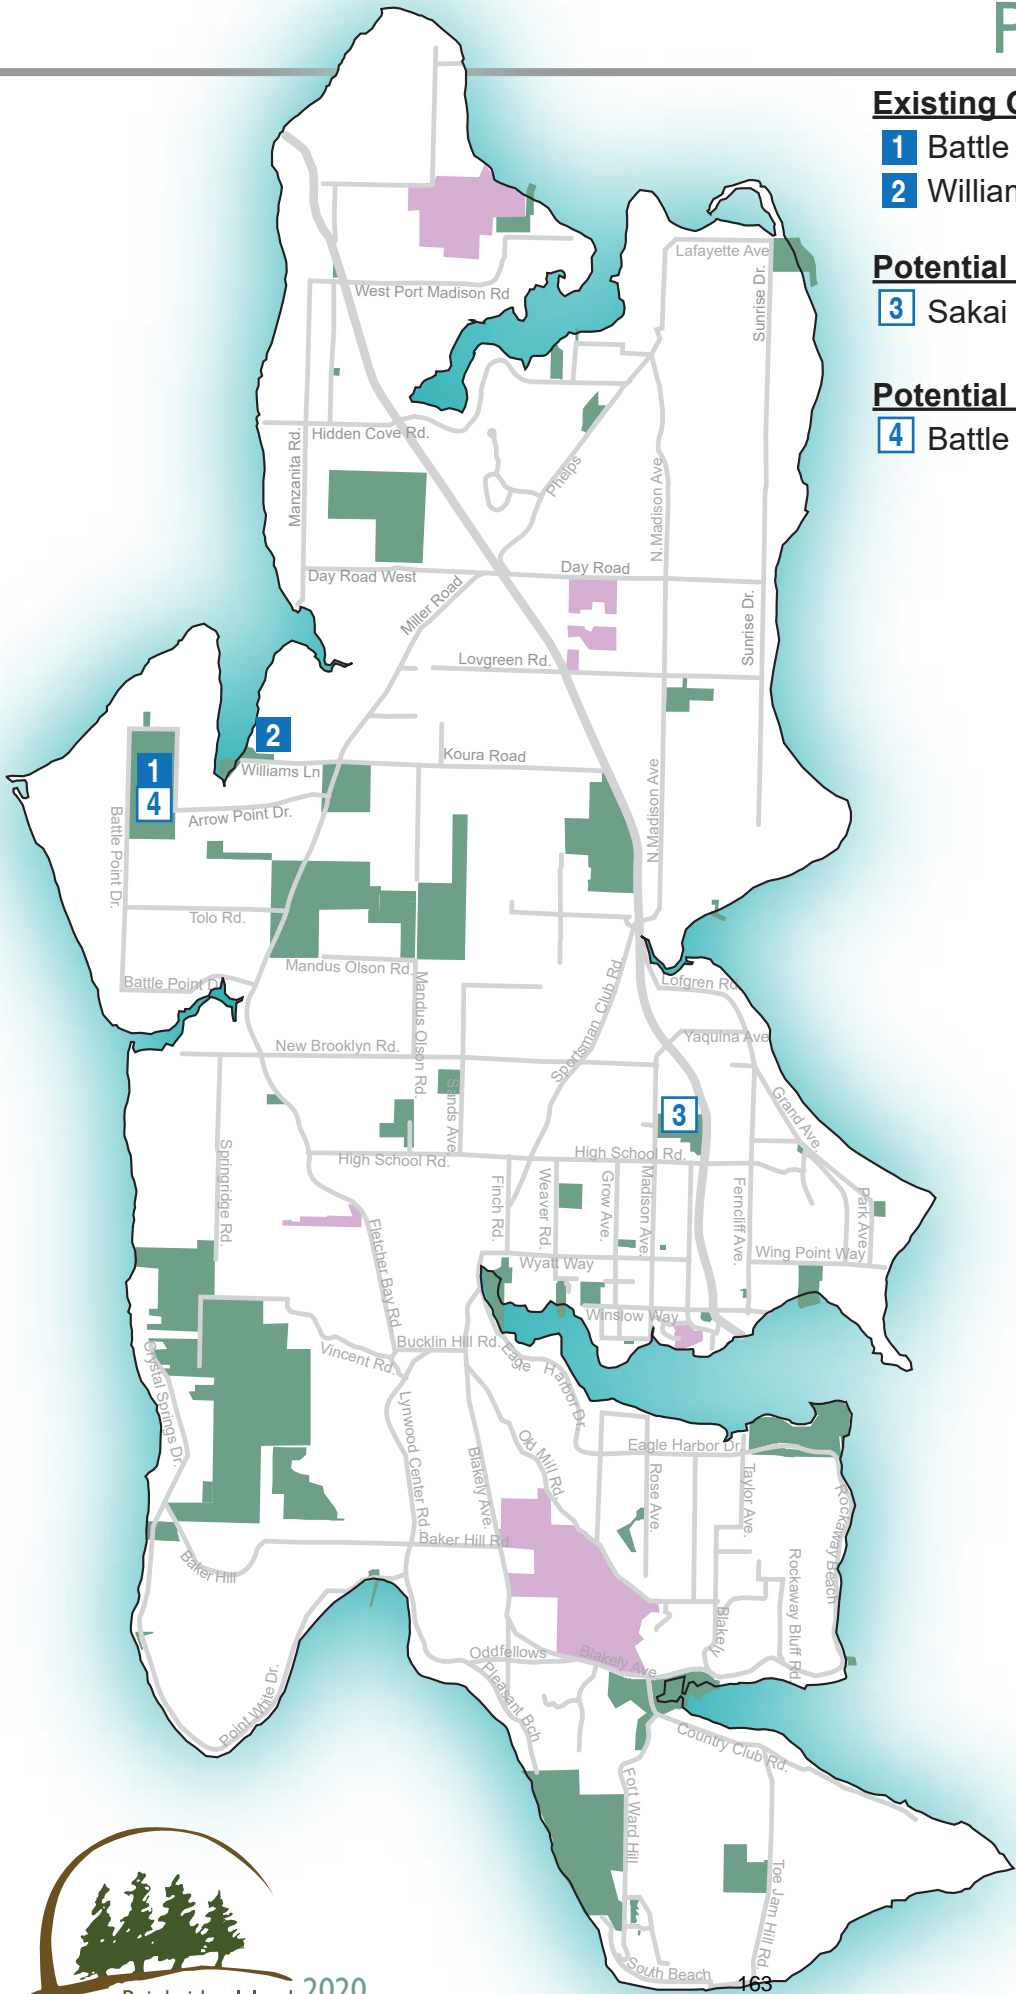 Existing
1 Battle
2
Potential
3 Sakai
Potential
4 Battle
Lafayette Ave
Sunrise Dr.
West Port Madison Rd
Hidden Cove Rd.
Manzanita Rd.
Phelps
N.Madison Ave
Day Road West
Day Road
Miller Road
Sunrise Dr.
Lovgreen Rd.
2
Koura Road
Williams Ln
1
4
Arrow Point Dr.
N.Madison Ave
Battle Point Dr.
Tolo Rd.
Mandus Olson Rd.
Battle Point D
Lofgren Rd
Mandus Olson Rd.
Sportsman Club Rd.
Yaquina Ave
New Brooklyn Rd.
Sands Ave
3
Grand Ave.
High School Rd.
High School Rd.
Springridge Rd.
Finch Rd.
Weaver Rd.
Grow Ave.
Madison Ave.
Ferncliff Ave.
Park Ave
Fletcher Bay Rd.
Wing Point Way
Wyatt Way
Winslow Way
Bucklin Hill Rd.
Vincent Rd.
Eage Harbor Dr.
Crystal Springs Dr.
Lynwood Center Rd.
Blakely Ave.
Old Mill Rd.
Eagle Harbor Dr.
Rose Ave.
Taylor Ave.
Rockaway Beach
Baker Hill Rd.
Baker Hill
Rockaway Bluff Rd
Blakely
Oddfellows
Blakely Ave
Pleasant Bch
Point White Dr.
Country Club Rd.
Fort Ward Hill
Toe Jam Hill Rd.
South Beach
163
2020